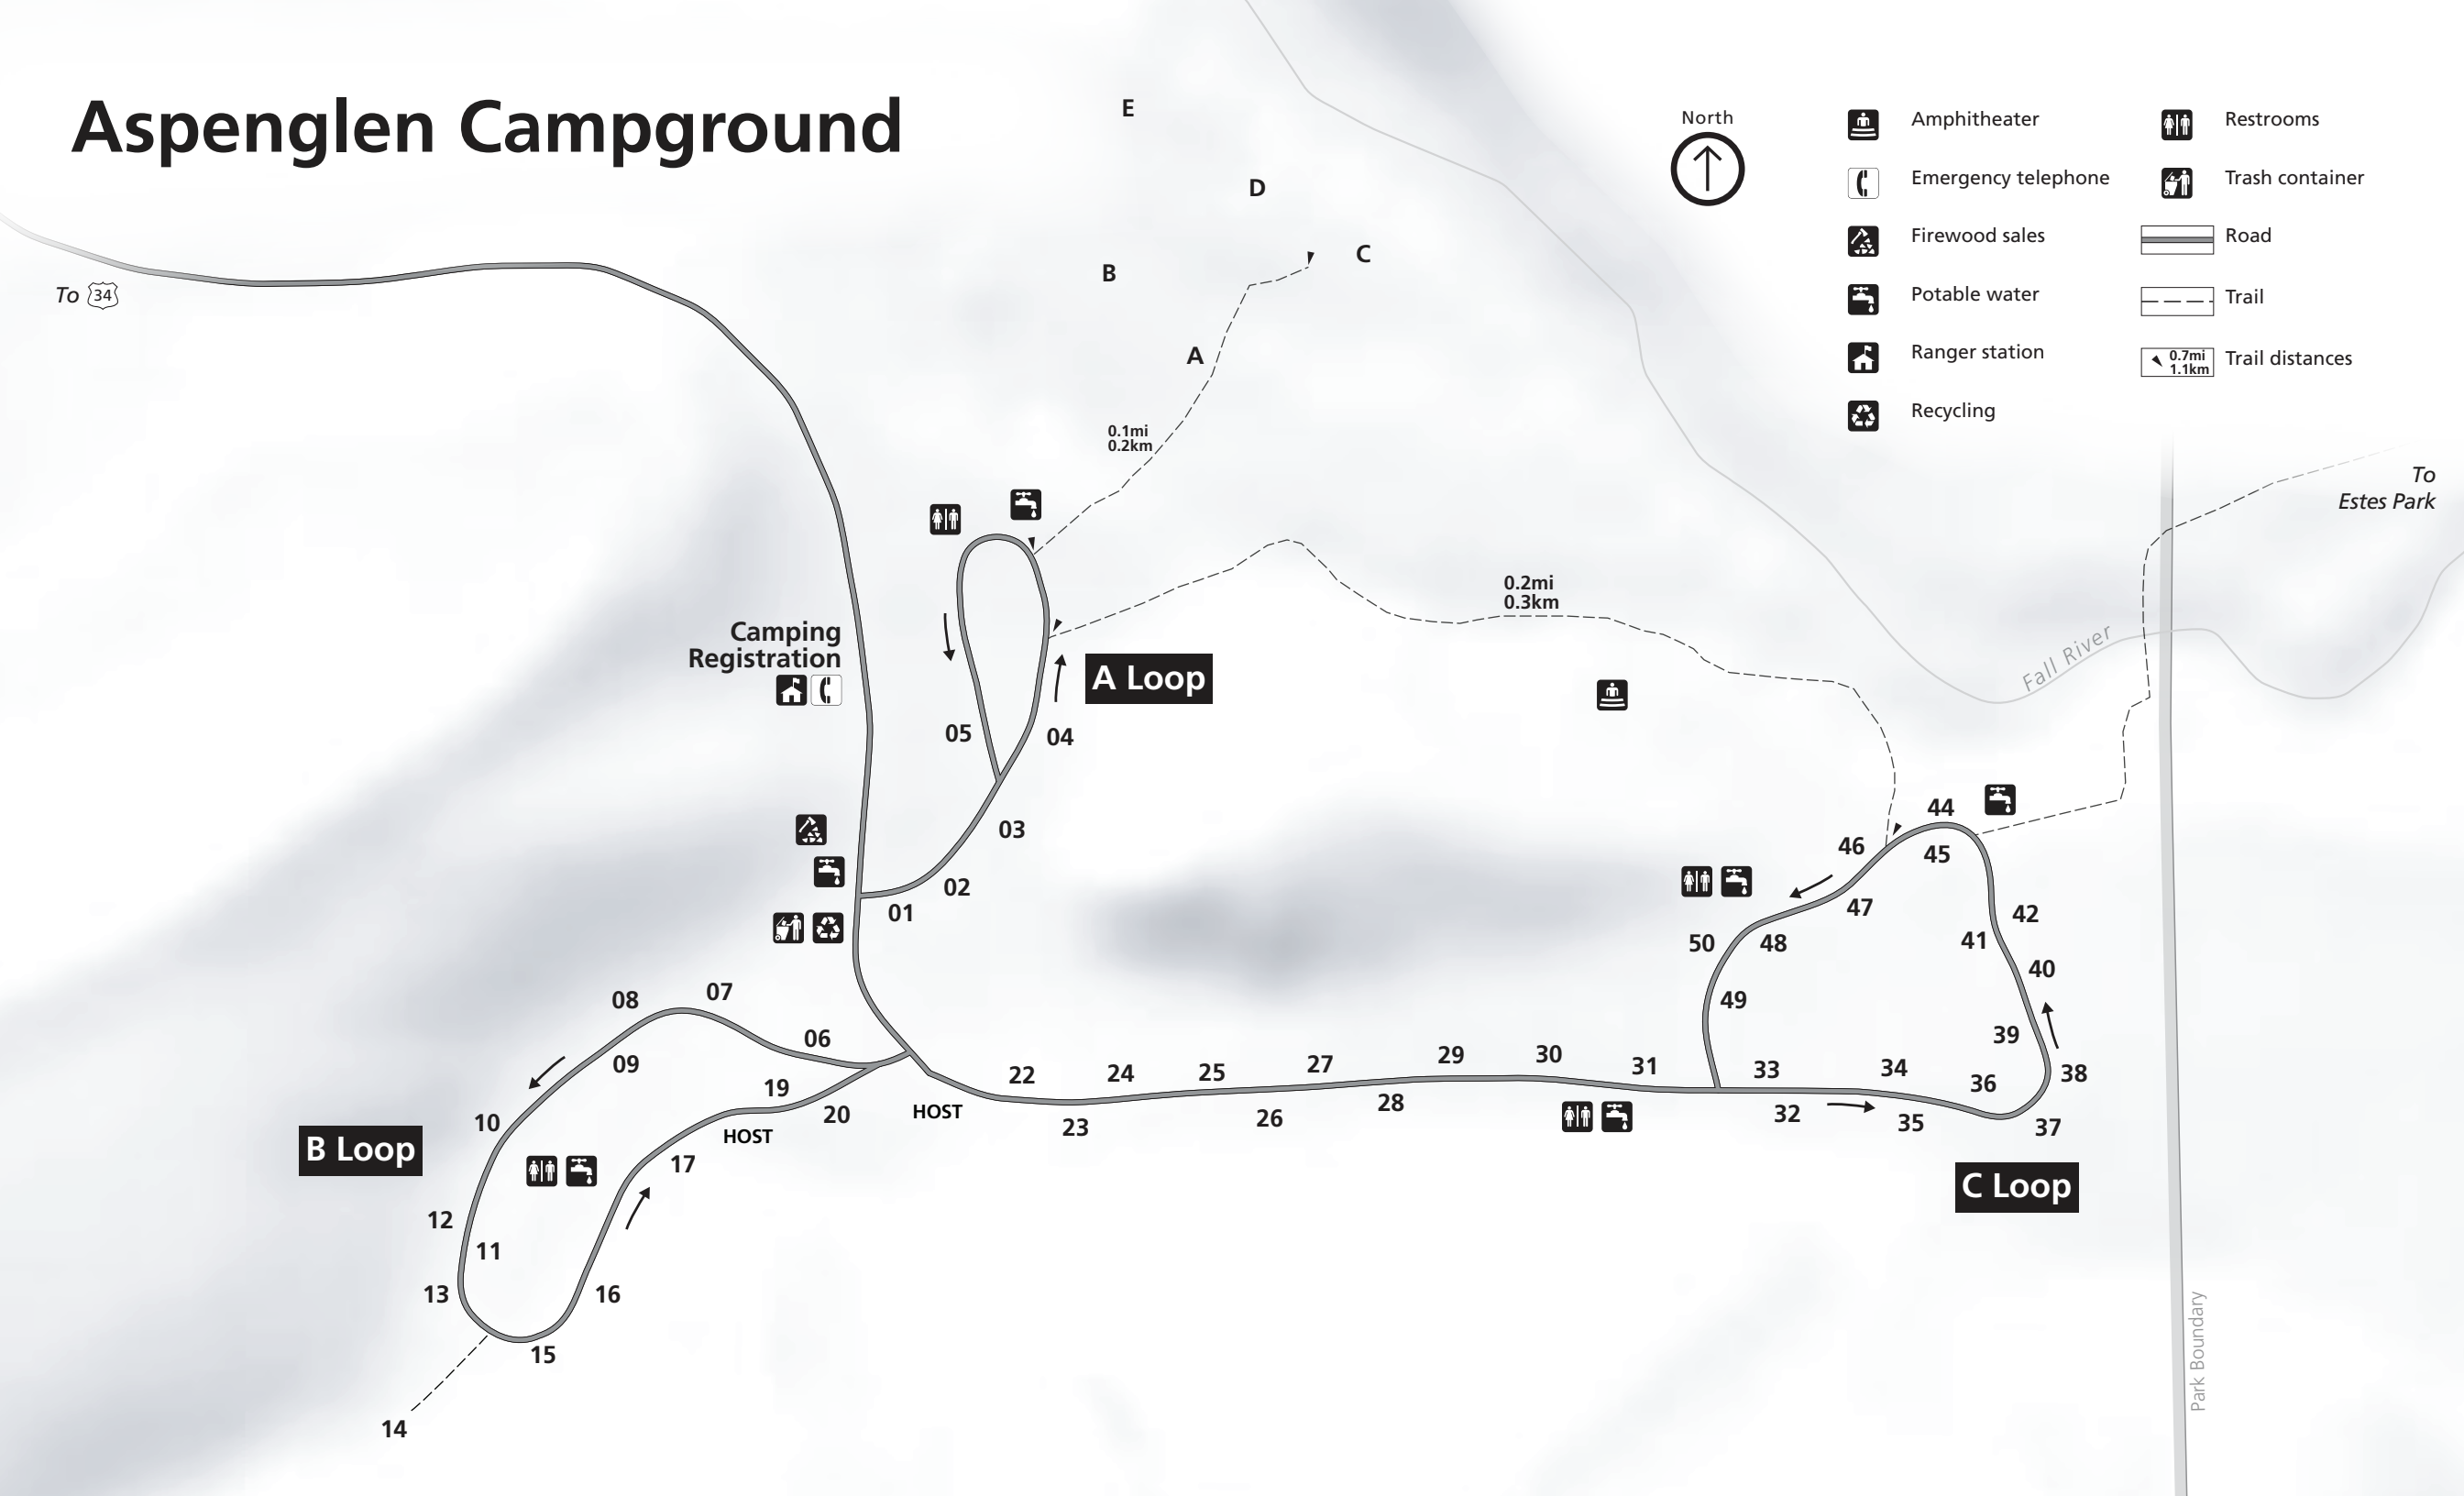 Aspenglen Campground
To 34
E
D
C
B
A
North
Amphitheater
Emergency telephone
Firewood sales
Potable water
Ranger station
Recycling
Restrooms
Trash container
Road
Trail
0.7mi
1.1km
Trail distances
0.1mi
0.2km
To
Estes Park
0.2mi
0.3km
Fall River
Camping
Registration
A Loop
05
04
03
02
01
44
45
46
47
42
41
40
50
48
49
39
38
08
07
06
09
19
20
HOST
HOST
22
24
25
27
29
30
31
33
34
36
23
26
28
32
35
37
10
B Loop
17
C Loop
12
11
13
16
15
14
Park Boundary